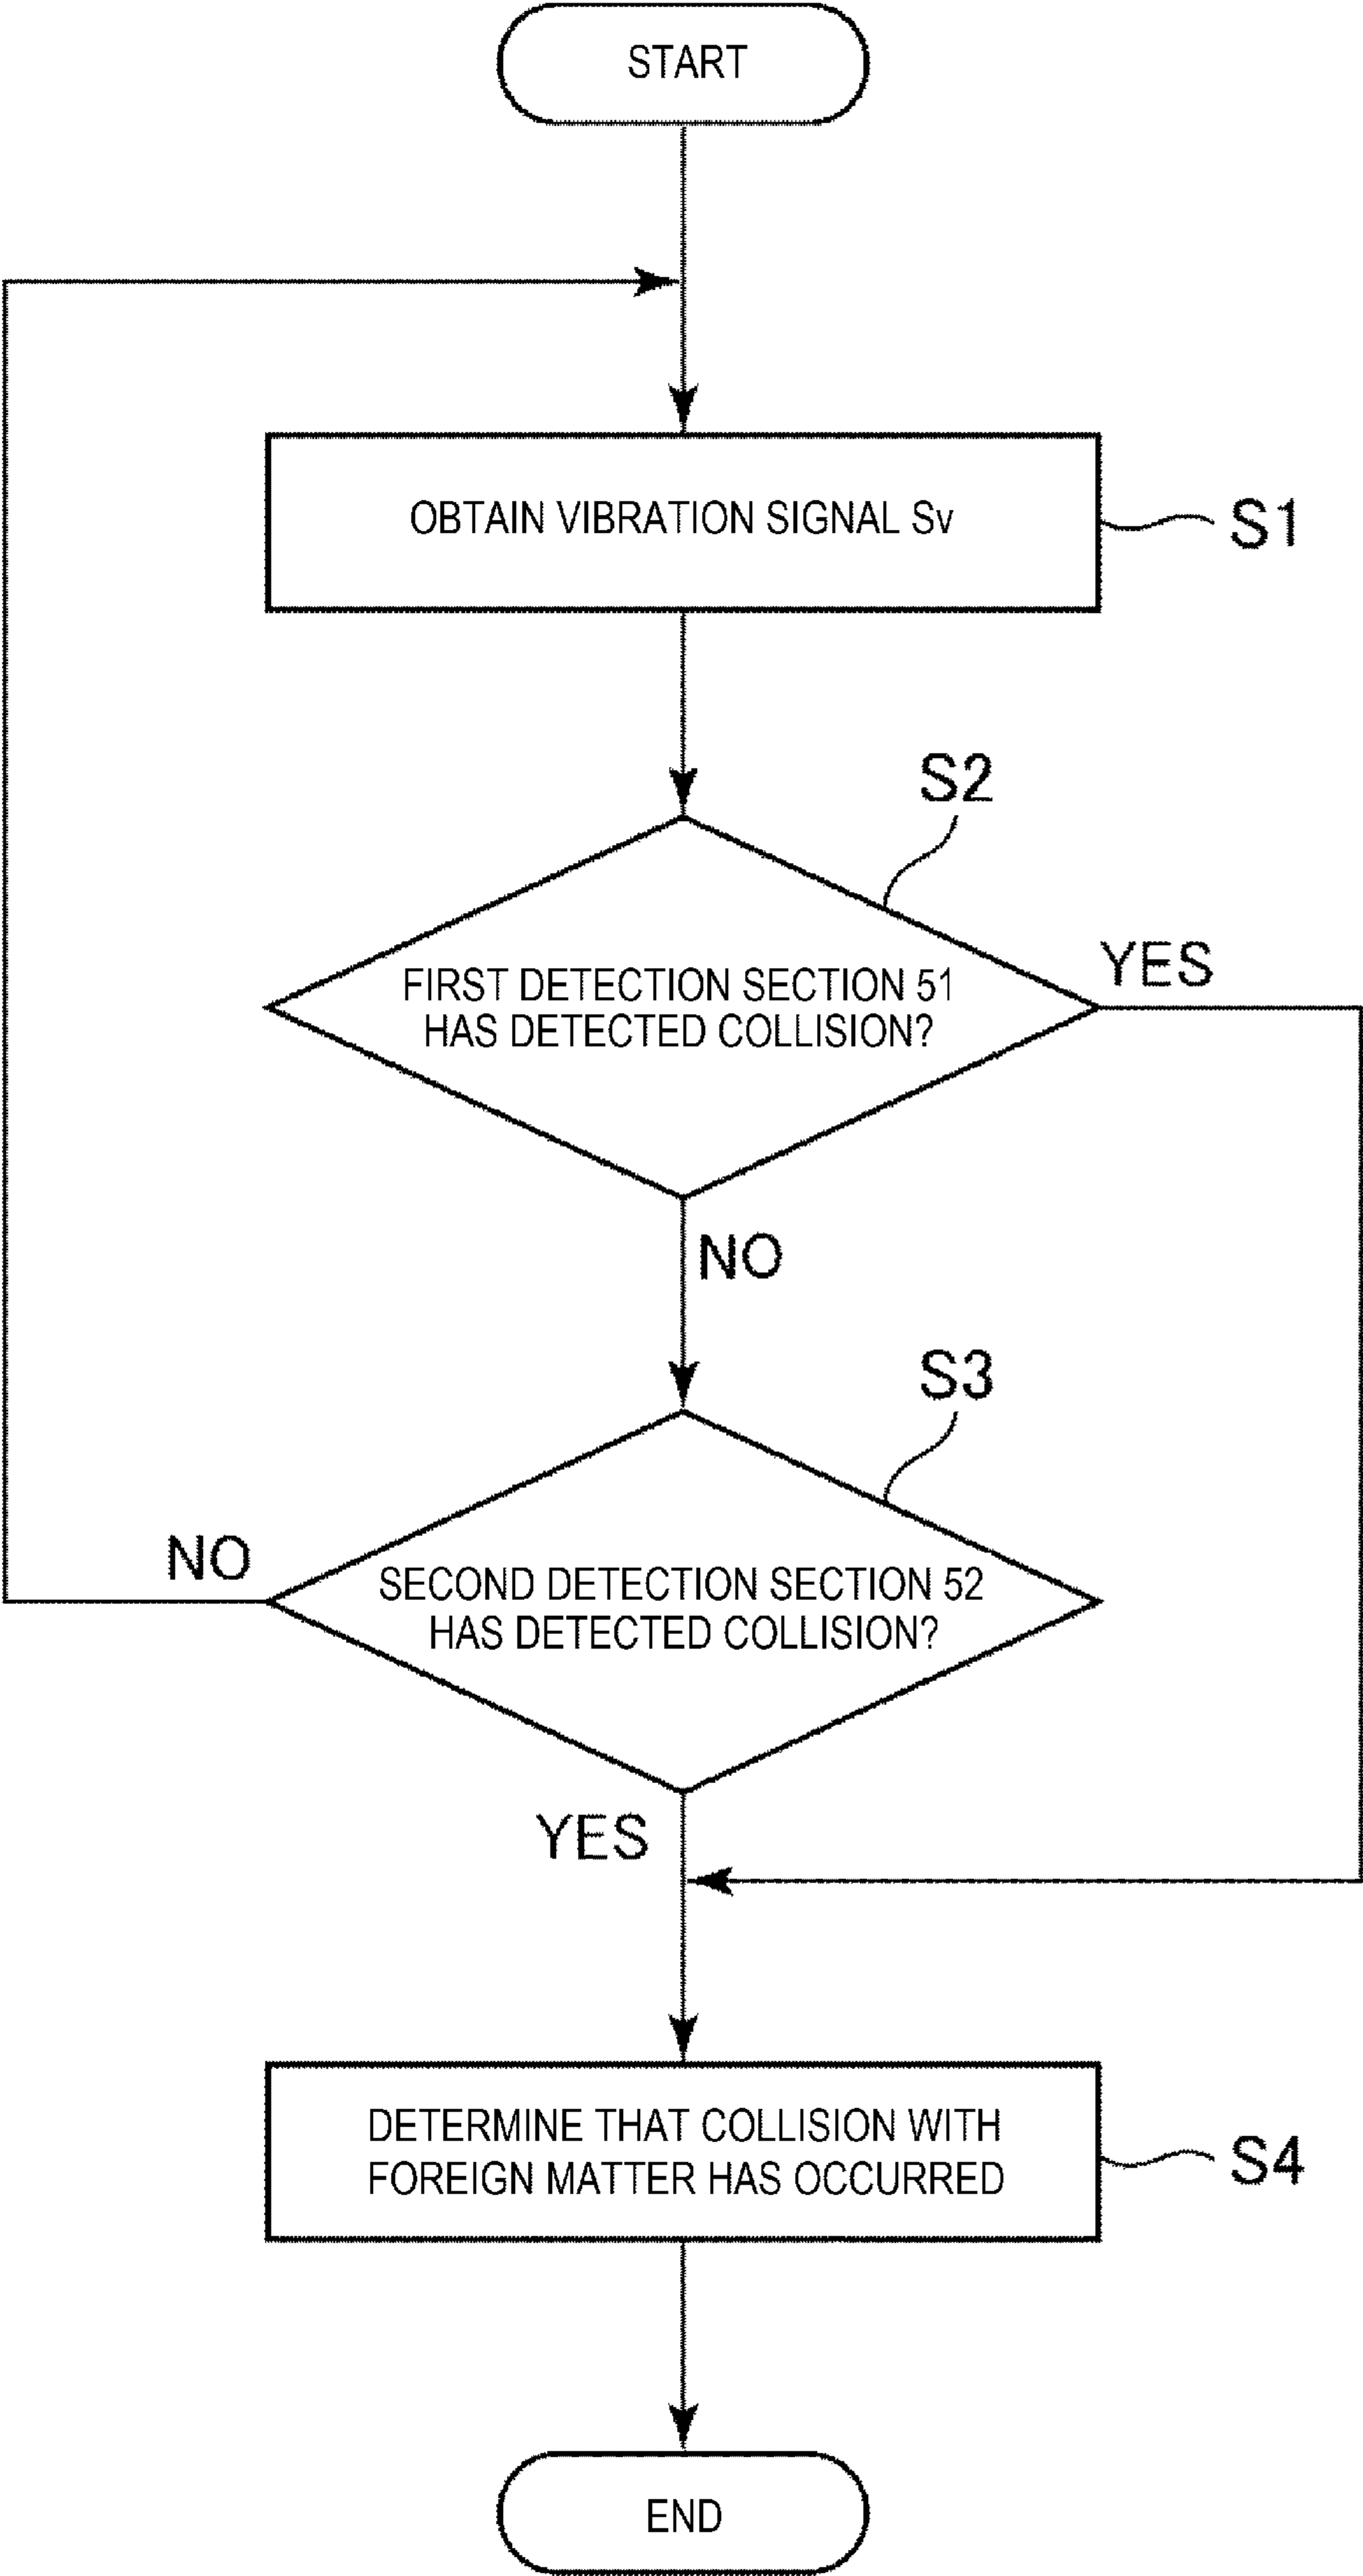 START
OBTAIN VIBRATION SIGNAL Sv
S1
S2
FIRST DETECTION SECTION 51
HAS DETECTED COLLISION?
YES
NO
S3
SECOND DETECTION SECTION 52
HAS DETECTED COLLISION?
NO
YES
DETERMINE THAT COLLISION WITH
FOREIGN MATTER HAS OCCURRED
S4
END